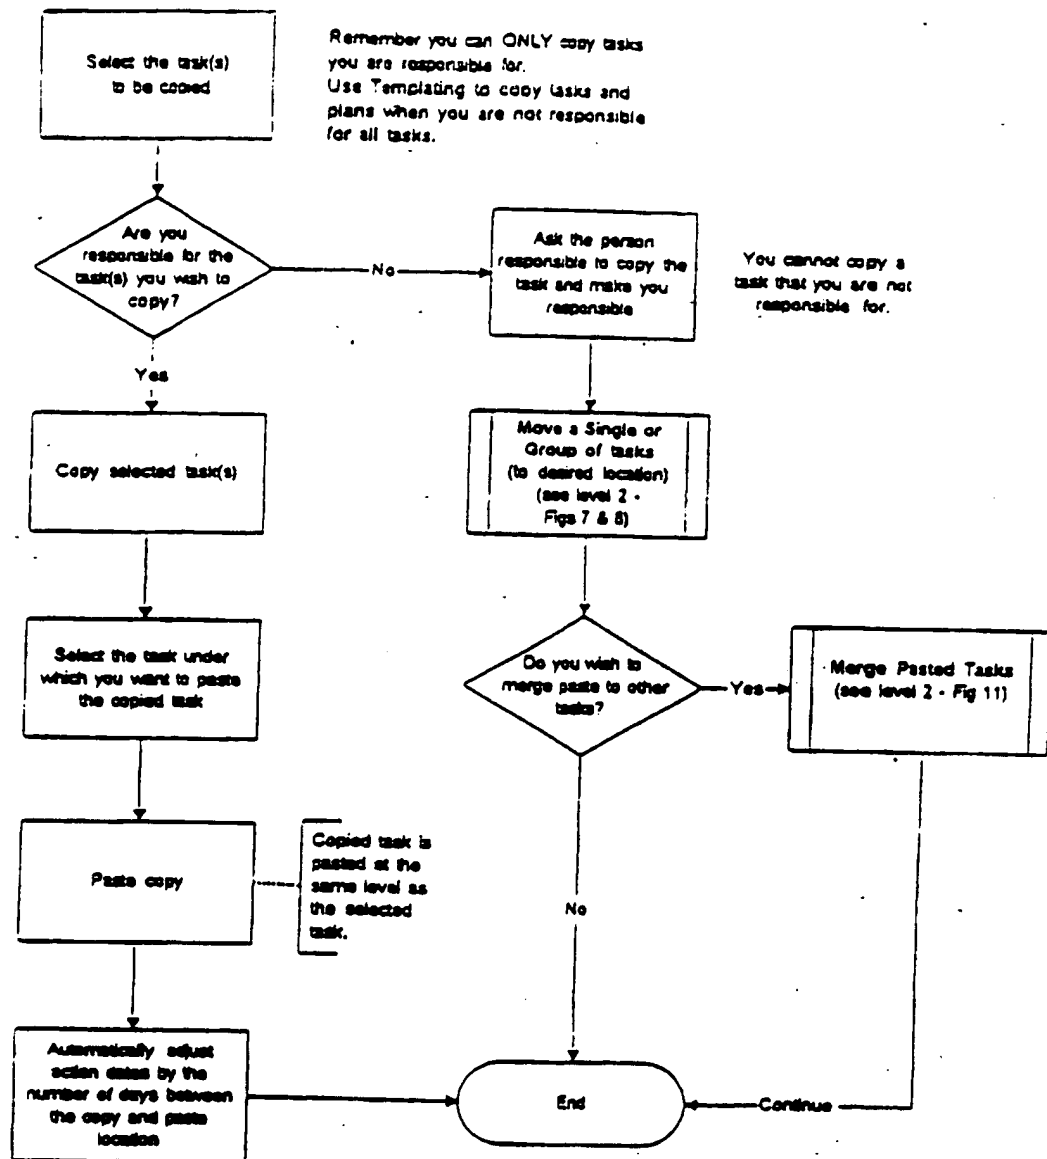 Select the task(s)
to be copied
Remember you can ONLY copy tasks
you are responsible for.
Use Templating to copy tasks and
plans when you are not responsible
for all tasks.
Are you
responsible for the
task(s) you wish to
copy?
No
Ask the person
responsible to copy the
task and make you
responsible
You cannot copy a
task that you are not
responsible for.
Yes
Copy selected task(s)
Move a Single or
Group of tasks
(to desired location)
(see level 2 -
Figs 7 & 8)
Select the task under
which you want to paste
the copied task
Do you wish to
merge paste to other
tasks?
Yes
Merge Pasted Tasks
(see level 2 - Fig 11)
Paste copy
Copied task is
pasted at the
same level as
the selected
task.
No
Automatically adjust
action dates by the
number of days between
the copy and paste
location
End
Continue